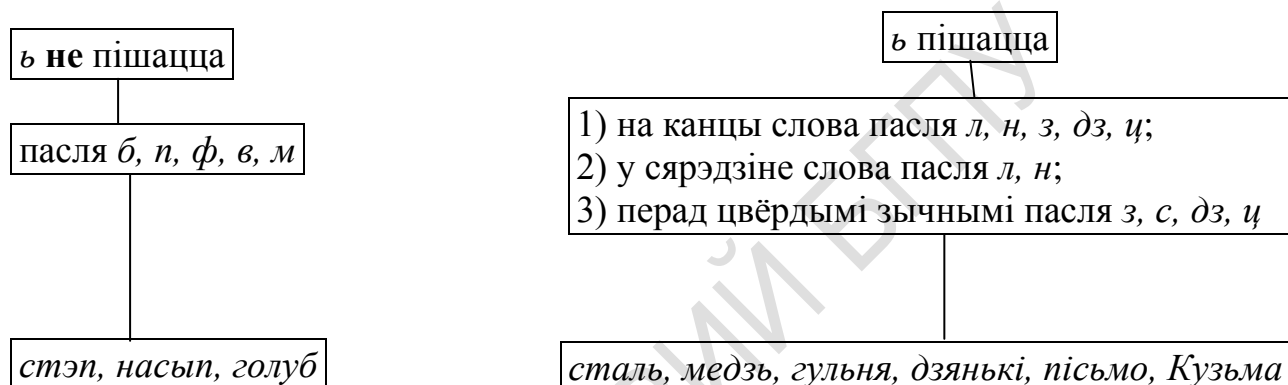 ь не пішацца
ь пішацца
пасля б, п, ф, в, м
1) на канцы слова пасля л, н, з, дз, ц;
2) у сярэдзіне слова пасля л, н;
3) перад цвёрдымі зычнымі пасля з, с, дз, ц
стэп, насып, голуб
сталь, медзь, гульня, дзянькі, пісьмо, Кузьма
БГПУ